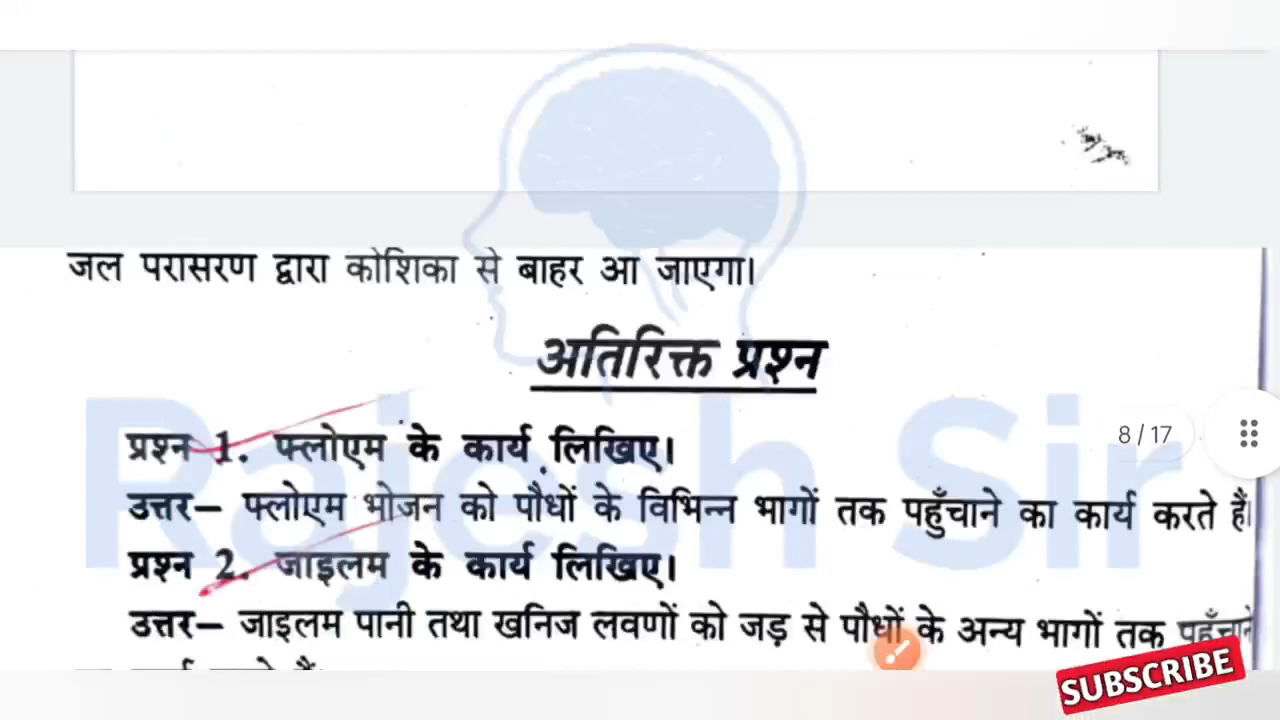 जल परासरण द्वारा कोशिका से बाहर आ जाएगा।
अतिरिक्त प्रश्न
प्रश्न 1. फ्लोएम के कार्य लिखिए।
8 / 17
उत्तर– फ्लोएम भोजन को पौधों के विभिन्न भागों तक पहुँचाने का कार्य करते हैं।
प्रश्न 2. जाइलम के कार्य लिखिए।
उत्तर– जाइलम पानी तथा खनिज लवणों को जड़ से पौधों के अन्य भागों तक पहुँचाने
Rajesh Sir
SUBSCRIBE